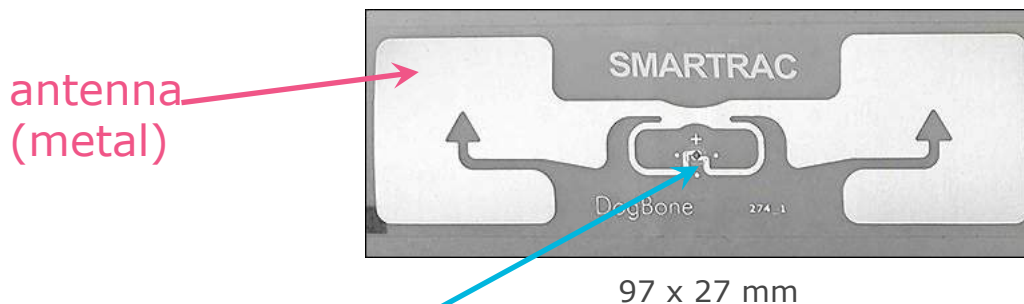 SMARTRAC
antenna
(metal)
DogBone 274_1
97 x 27 mm